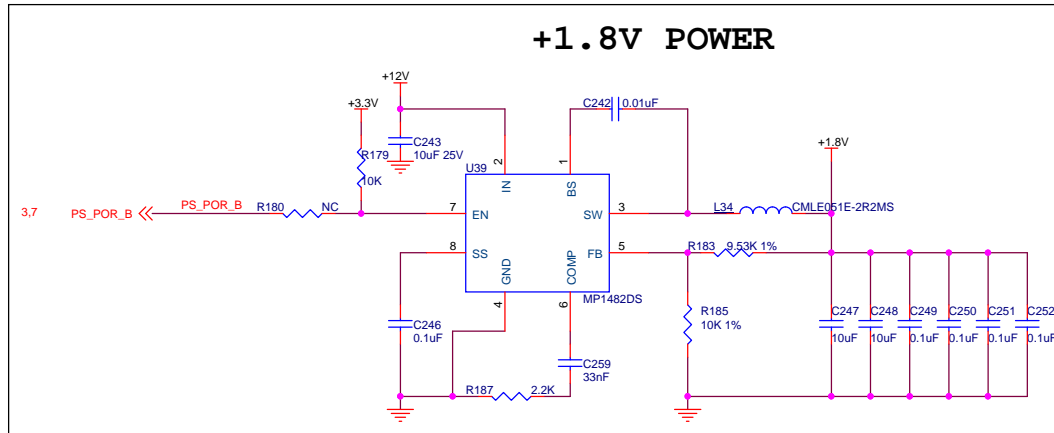 +1.8V POWER
+12V
C242 0.01uF
+3.3V
C243
10uF 25V
+1.8V
R179
10K
U39
2
1
IN
BS
3,7 PS_POR_B
PS_POR_B
R180 NC
7 EN
SW 3
L34 CMLE051E-2R2MS
8 SS
FB 5
R183 9.53K 1%
GND
COMP
4
6
MP1482DS
C246
0.1uF
R185
10K 1%
C247 C248 C249 C250 C251 C252
10uF 10uF 0.1uF 0.1uF 0.1uF 0.1uF
C259
33nF
R187 2.2K